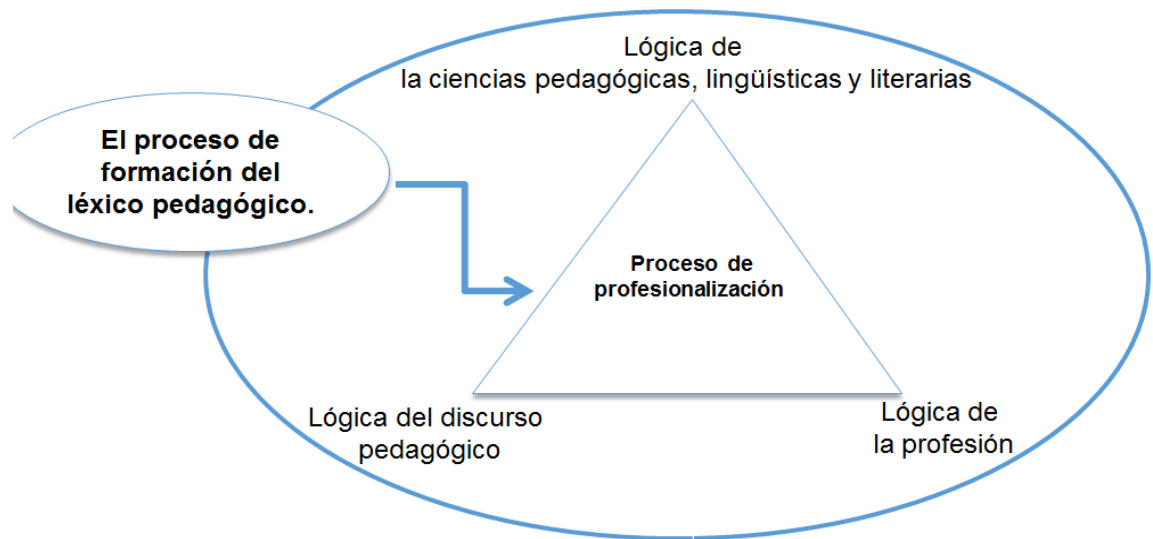 Lógica de
la ciencias pedagógicas, lingüísticas y literarias
El proceso de
formación del
léxico pedagógico.
Proceso de
profesionalización
Lógica del discurso
pedagógico
Lógica de
la profesión